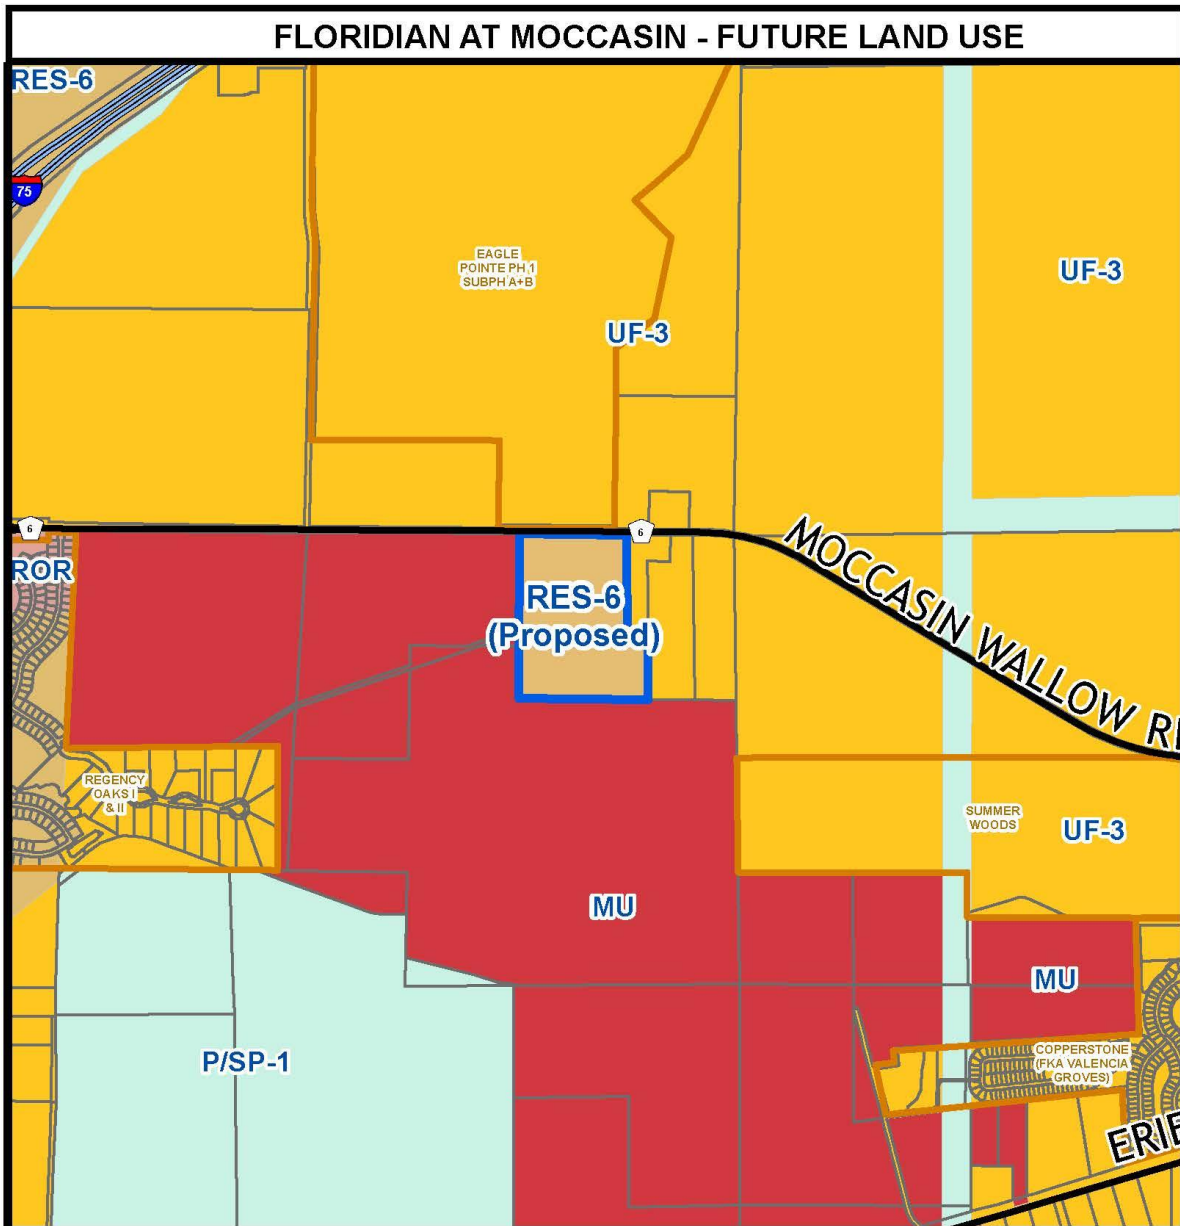 FLORIDIAN AT MOCCASIN - FUTURE LAND USE
RES-6
75
EAGLE
POINTE PH 1
SUBPH A+B
UF-3
UF-3
6
6
ROR
RES-6
(Proposed)
MOCCASIN WALLOW R
REGENCY
OAKS I
& II
SUMMER
WOODS
UF-3
MU
MU
P/SP-1
COPPERSTONE
(FKA VALENCIA
GROVES)
ERIE